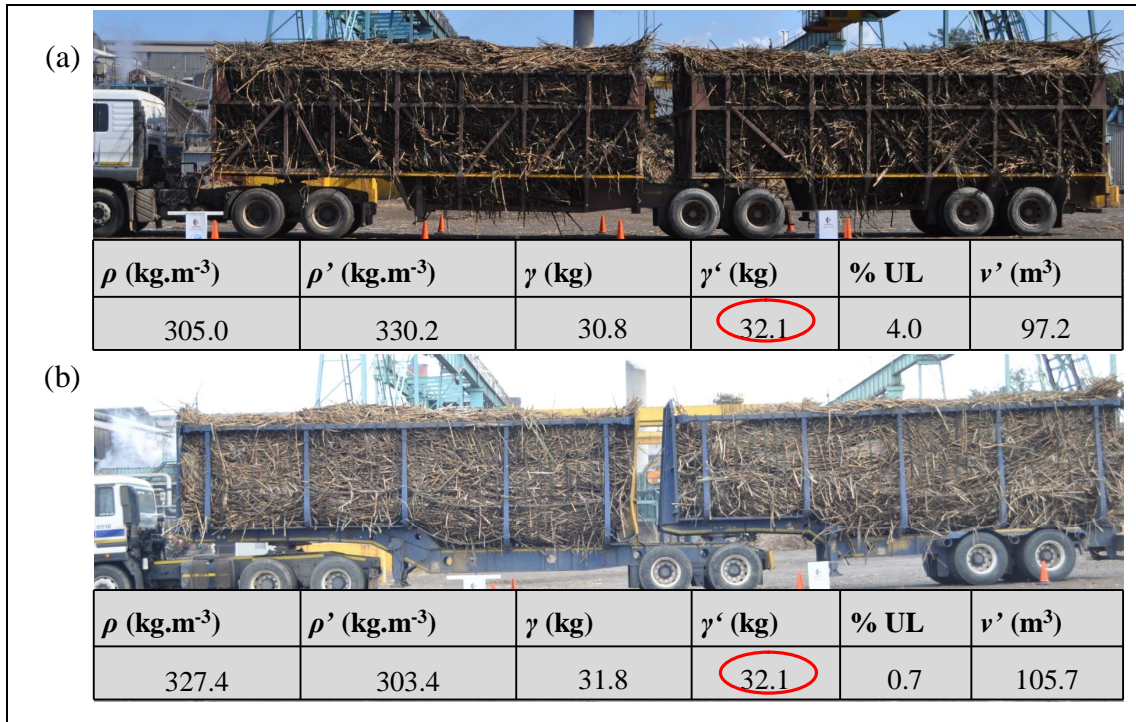 (a)
ρ (kg.m-3) ρ’ (kg.m-3) γ (kg) γ‘ (kg) % UL v’ (m3)
305.0 330.2 30.8 32.1 4.0 97.2
(b)
ρ (kg.m-3) ρ’ (kg.m-3) γ (kg) γ‘ (kg) % UL v’ (m3)
327.4 303.4 31.8 32.1 0.7 105.7